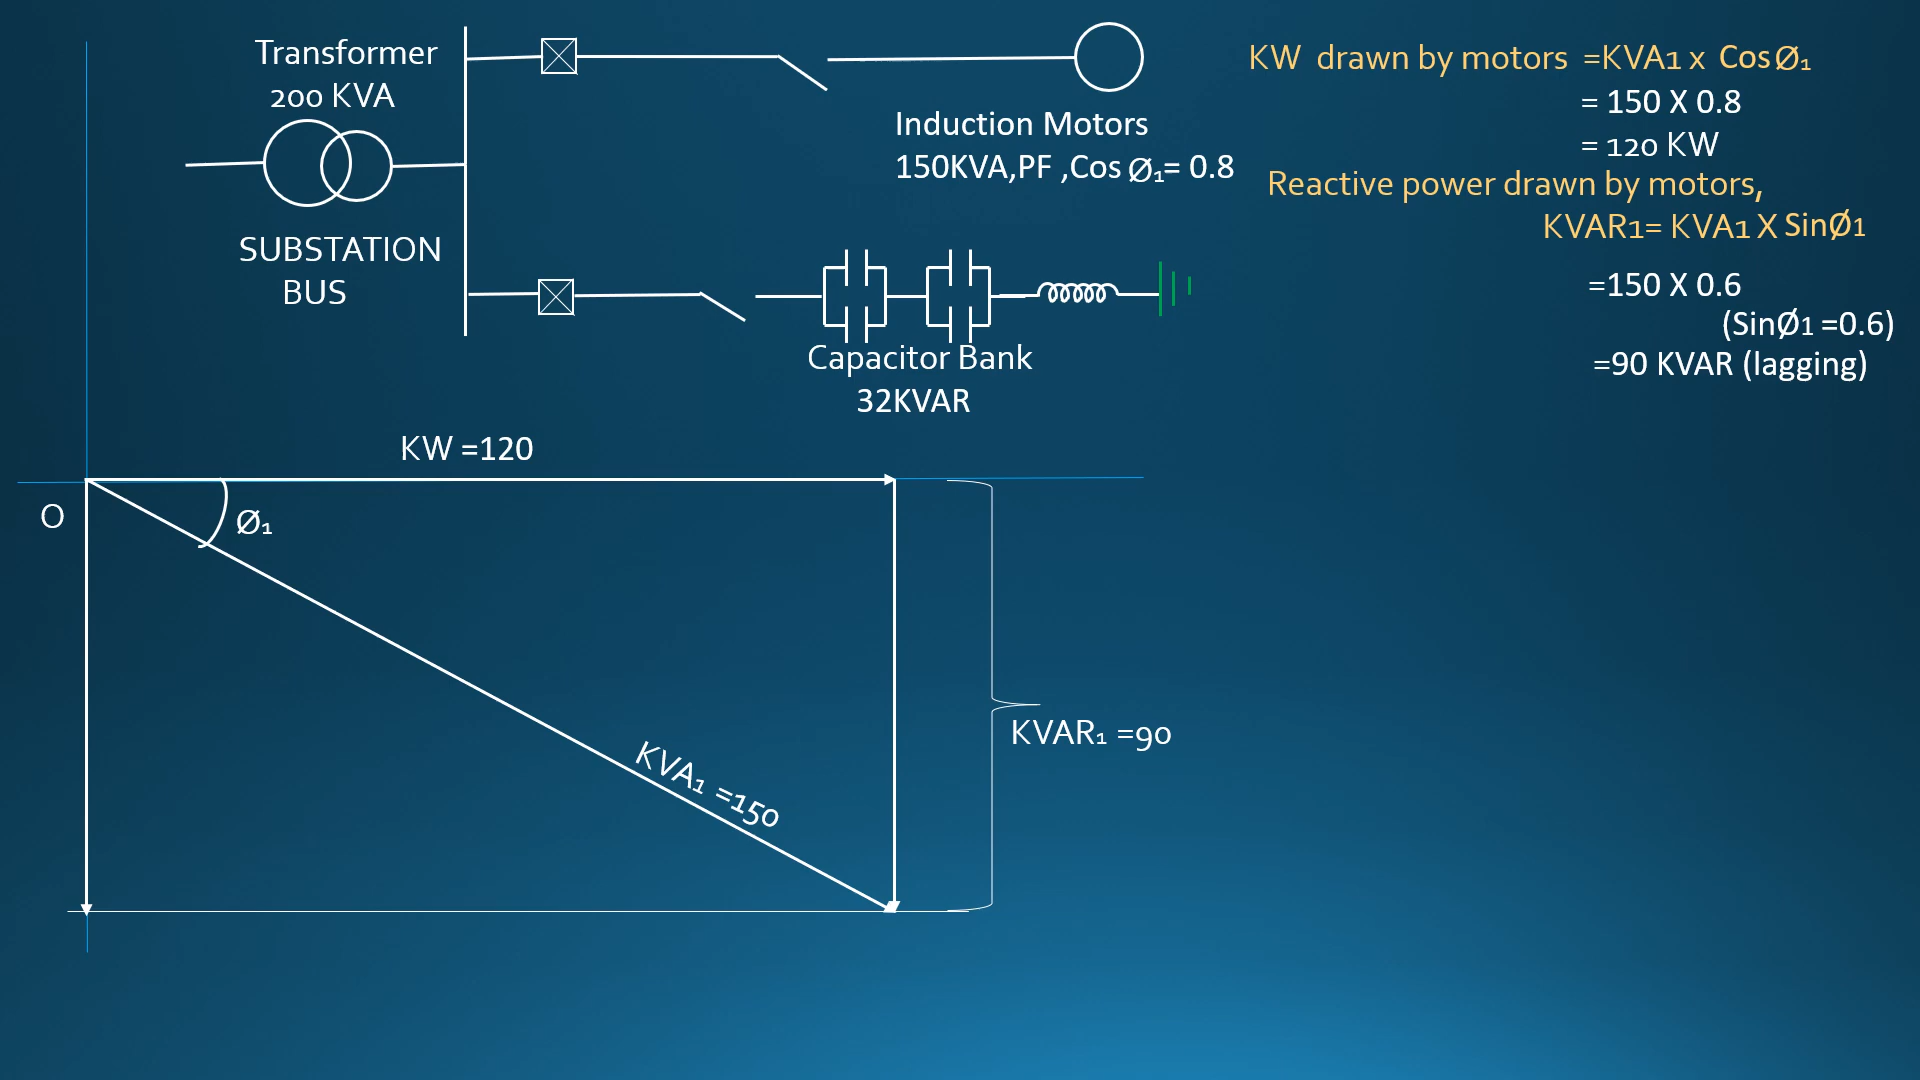 Transformer
200 KVA
SUBSTATION
BUS
Induction Motors
150KVA,PF ,Cos Ø₁= 0.8
Capacitor Bank
32KVAR
KW drawn by motors =KVA1 x Cos Ø₁
= 150 X 0.8
= 120 KW
Reactive power drawn by motors,
KVAR1= KVA1 X SinØ1
=150 X 0.6
(SinØ1 =0.6)
=90 KVAR (lagging)
KW =120
O
Ø₁
KVA₁ =150
KVAR₁ =90